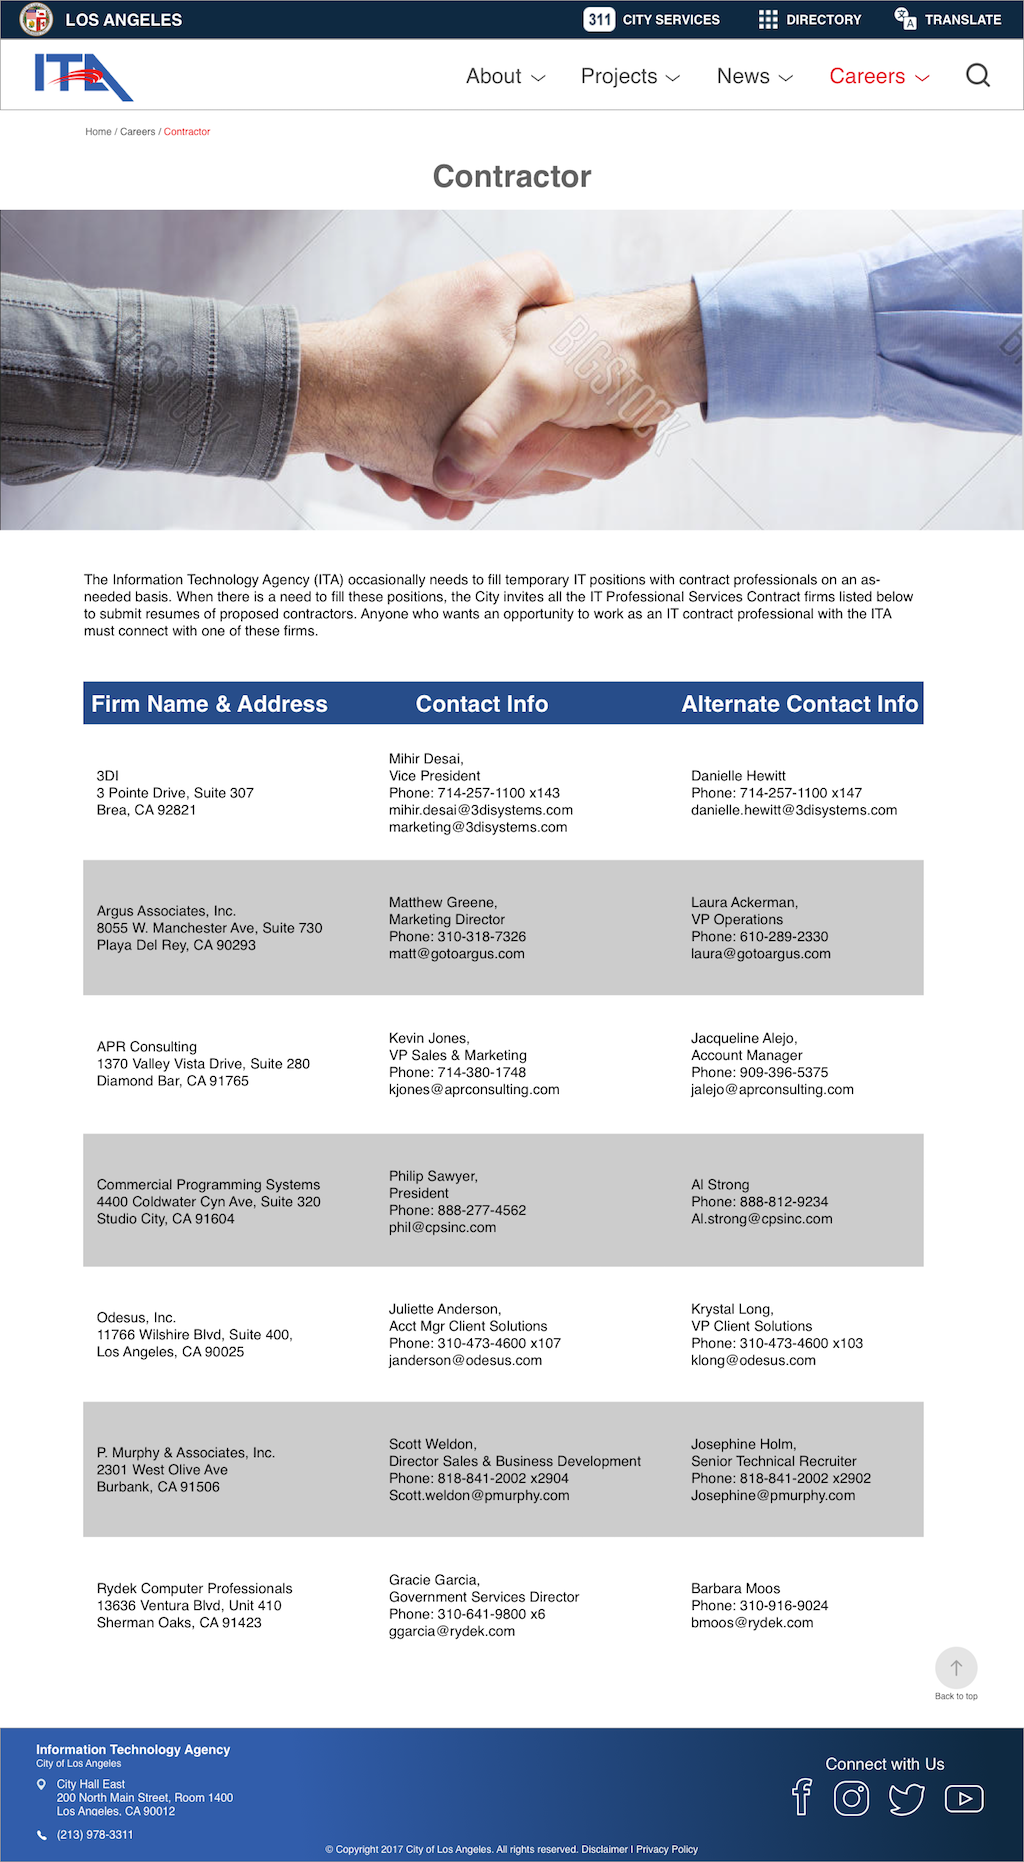 LOS ANGELES
311 CITY SERVICES
DIRECTORY
TRANSLATE
ITA
About
Projects
News
Careers
Home / Careers / Contractor
Contractor
BIGSTOCK
BIGSTOCK
The Information Technology Agency (ITA) occasionally needs to fill temporary IT positions with contract professionals on an as-
needed basis. When there is a need to fill these positions, the City invites all the IT Professional Services Contract firms listed below
to submit resumes of proposed contractors. Anyone who wants an opportunity to work as an IT contract professional with the ITA
must connect with one of these firms.
Firm Name & Address
Contact Info
Alternate Contact Info
3DI
3 Pointe Drive, Suite 307
Brea, CA 92821
Mihir Desai,
Vice President
Phone: 714-257-1100 x143
mihir.desai@3disystems.com
marketing@3disystems.com
Danielle Hewitt
Phone: 714-257-1100 x147
danielle.hewitt@3disystems.com
Argus Associates, Inc.
8055 W. Manchester Ave, Suite 730
Playa Del Rey, CA 90293
Matthew Greene,
Marketing Director
Phone: 310-318-7326
matt@gotoargus.com
Laura Ackerman,
VP Operations
Phone: 610-289-2330
laura@gotoargus.com
APR Consulting
1370 Valley Vista Drive, Suite 280
Diamond Bar, CA 91765
Kevin Jones,
VP Sales & Marketing
Phone: 714-380-1748
kjones@aprconsulting.com
Jacqueline Alejo,
Account Manager
Phone: 909-396-5375
jalejo@aprconsulting.com
Commercial Programming Systems
4400 Coldwater Cyn Ave, Suite 320
Studio City, CA 91604
Philip Sawyer,
President
Phone: 888-277-4562
phil@cpsinc.com
Al Strong
Phone: 888-812-9234
Al.strong@cpsinc.com
Odesus, Inc.
11766 Wilshire Blvd, Suite 400,
Los Angeles, CA 90025
Juliette Anderson,
Acct Mgr Client Solutions
Phone: 310-473-4600 x107
janderson@odesus.com
Krystal Long,
VP Client Solutions
Phone: 310-473-4600 x103
klong@odesus.com
P. Murphy & Associates, Inc.
2301 West Olive Ave
Burbank, CA 91506
Scott Weldon,
Director Sales & Business Development
Phone: 818-841-2002 x2904
Scott.weldon@pmurphy.com
Josephine Holm,
Senior Technical Recruiter
Phone: 818-841-2002 x2902
Josephine@pmurphy.com
Rydek Computer Professionals
13636 Ventura Blvd, Unit 410
Sherman Oaks, CA 91423
Gracie Garcia,
Government Services Director
Phone: 310-641-9800 x6
ggarcia@rydek.com
Barbara Moos
Phone: 310-916-9024
bmoos@rydek.com
Back to top
Information Technology Agency
City of Los Angeles
City Hall East
200 North Main Street, Room 1400
Los Angeles, CA 90012
(213) 978-3311
Connect with Us
© Copyright 2017 City of Los Angeles. All rights reserved. Disclaimer | Privacy Policy